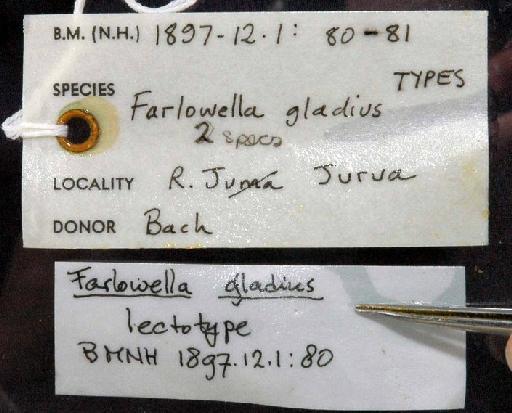 B.M. (N.H.) 1897-12.1: 80-81
TYPES
SPECIES Farlowella gladius
2 specs
LOCALITY R. Juma Jurua
DONOR Bach
Farlowella gladius
lectotype
BMNH 1897.12.1:80